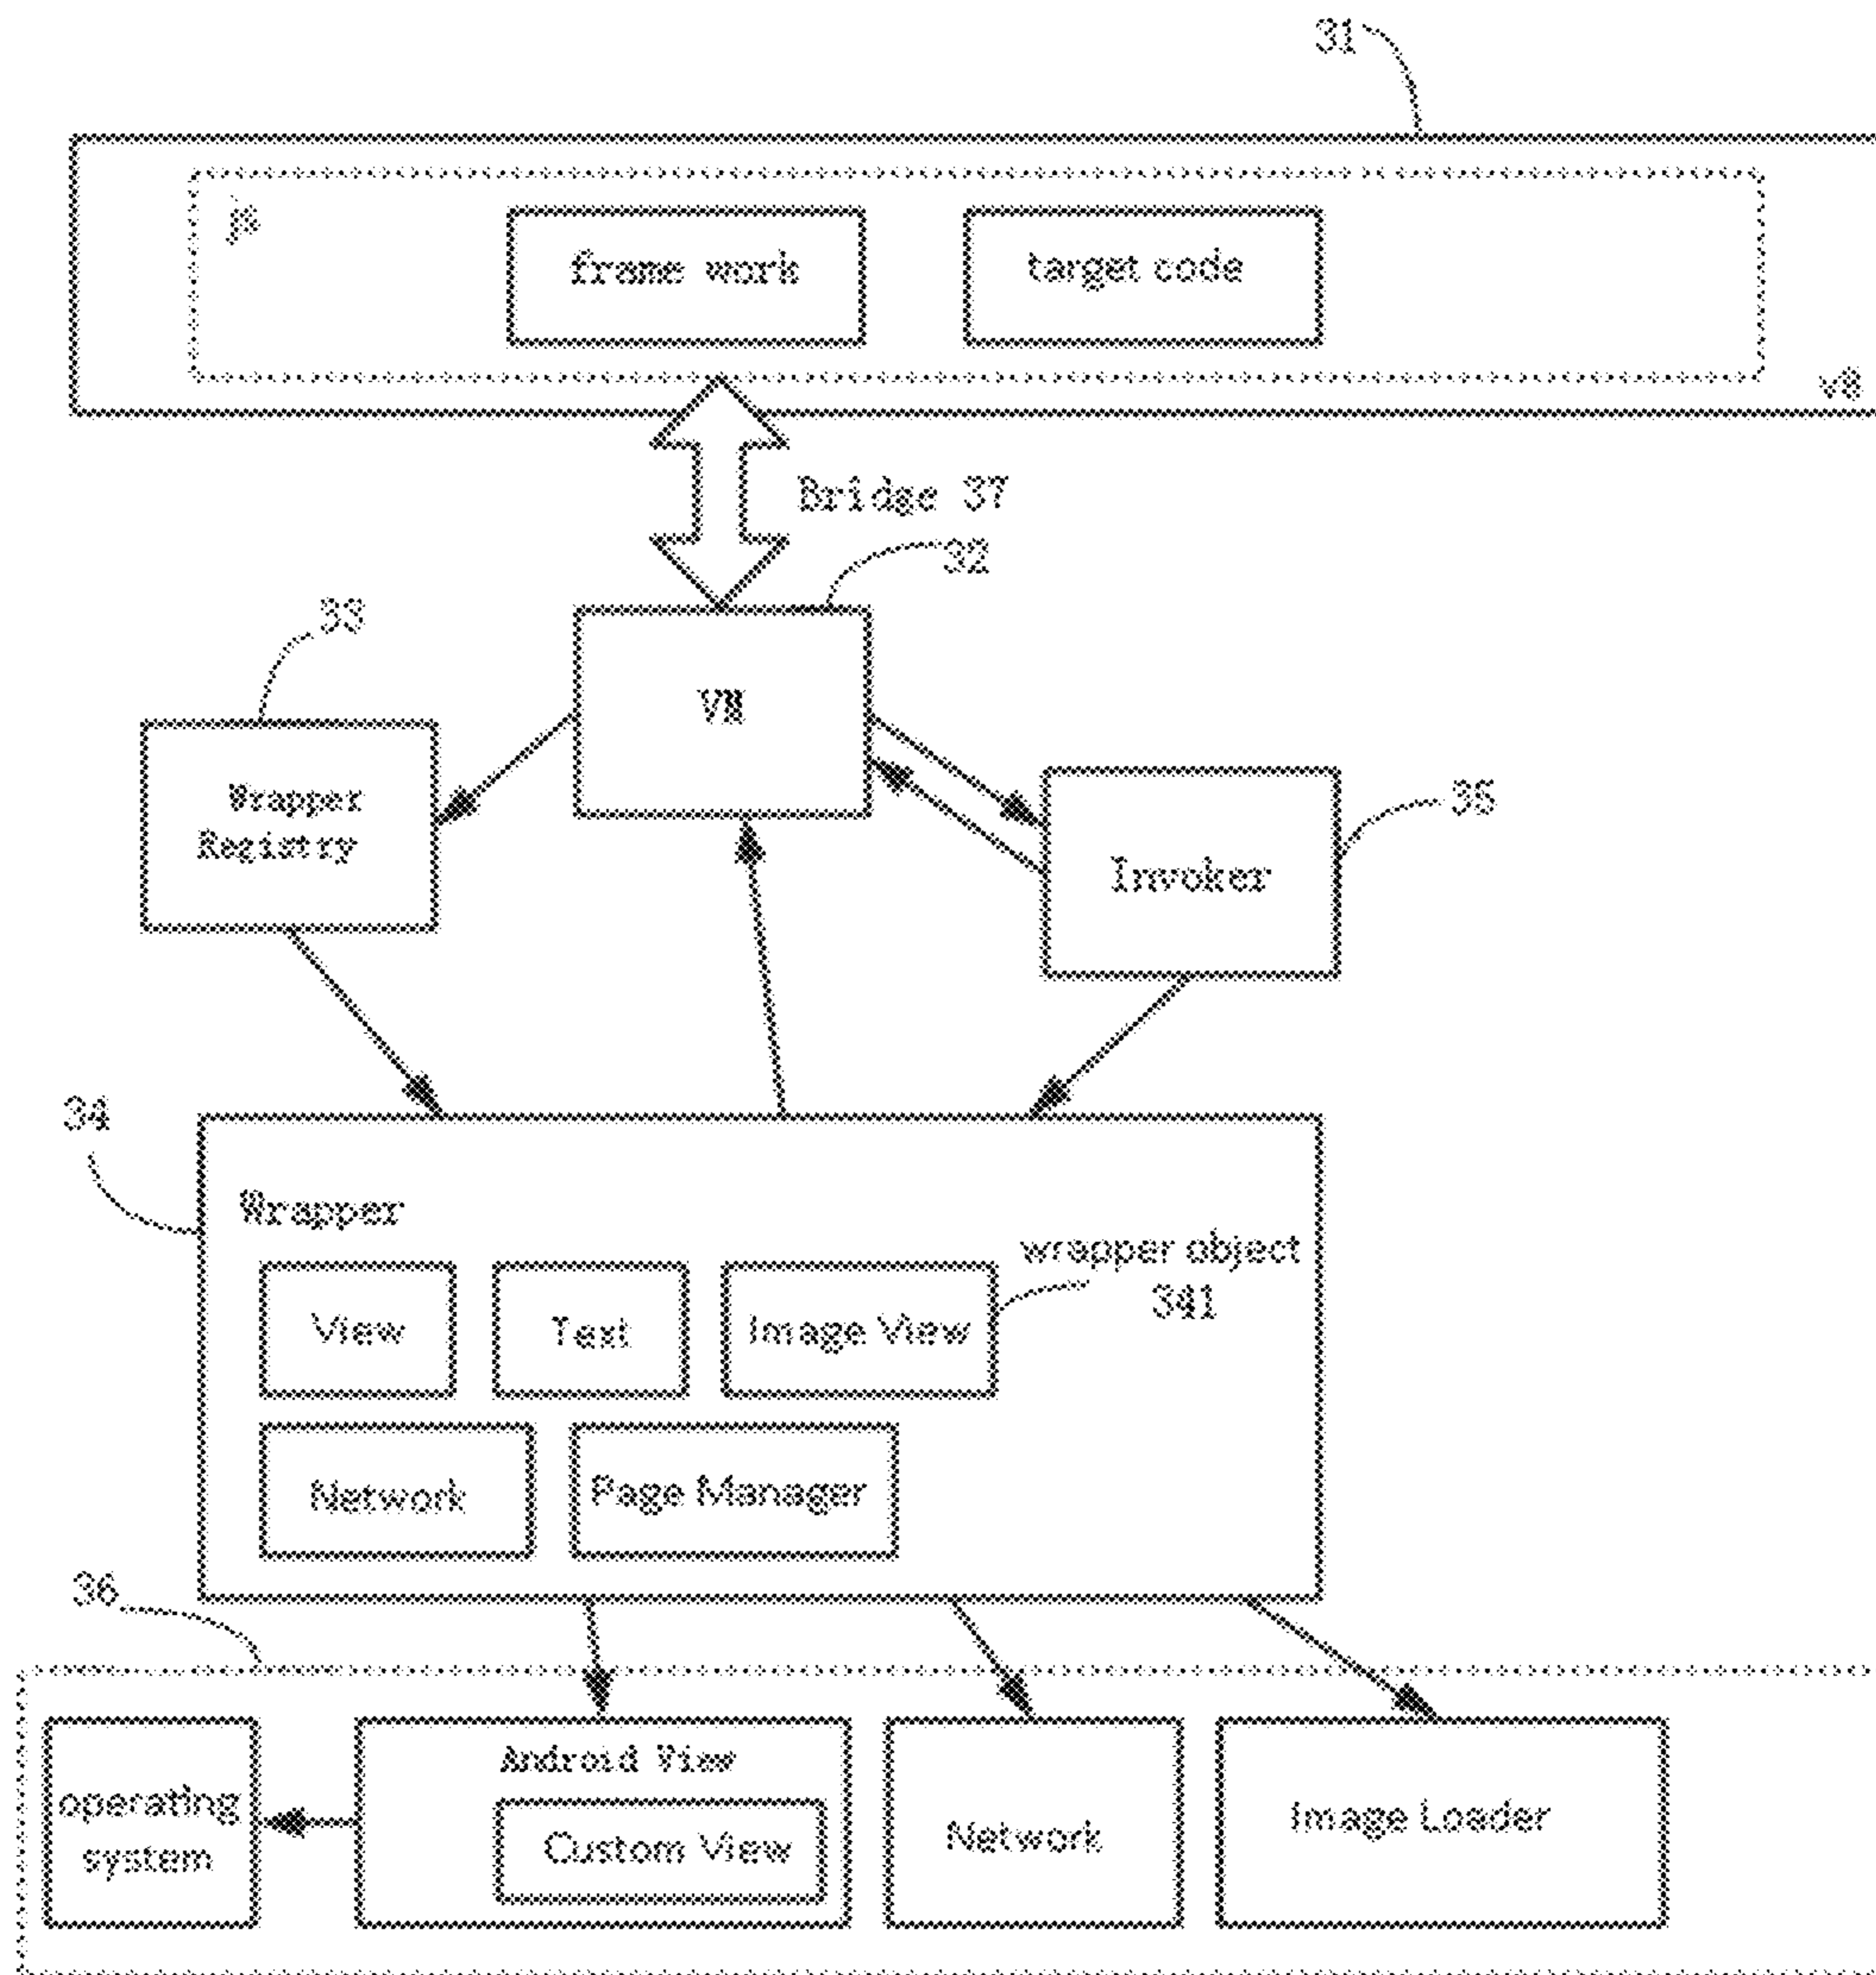 31
js
frame work
target code
v8
Bridge 37
32
33
VM
Wrapper
Registry
35
Invoker
34
Wrapper
wrapper object
341
View
Text
Image View
Network
Page Manager
36
Android View
operating
system
Custom View
Network
Image Loader